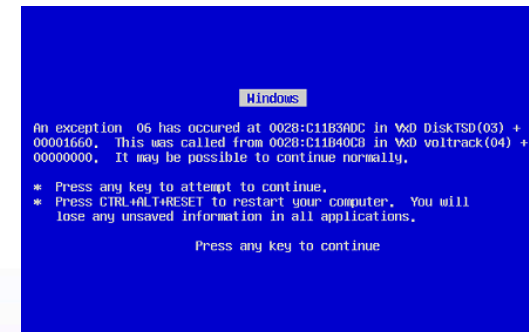 Windows
An exception 06 has occured at 0028:C11B3ADC in VxD DiskTSD(03) +
00001660. This was called from 0028:C11B40C8 in VxD voltrack(04) +
00000000. It may be possible to continue normally.
* Press any key to attempt to continue.
* Press CTRL+ALT+RESET to restart your computer. You will
lose any unsaved information in all applications.
Press any key to continue